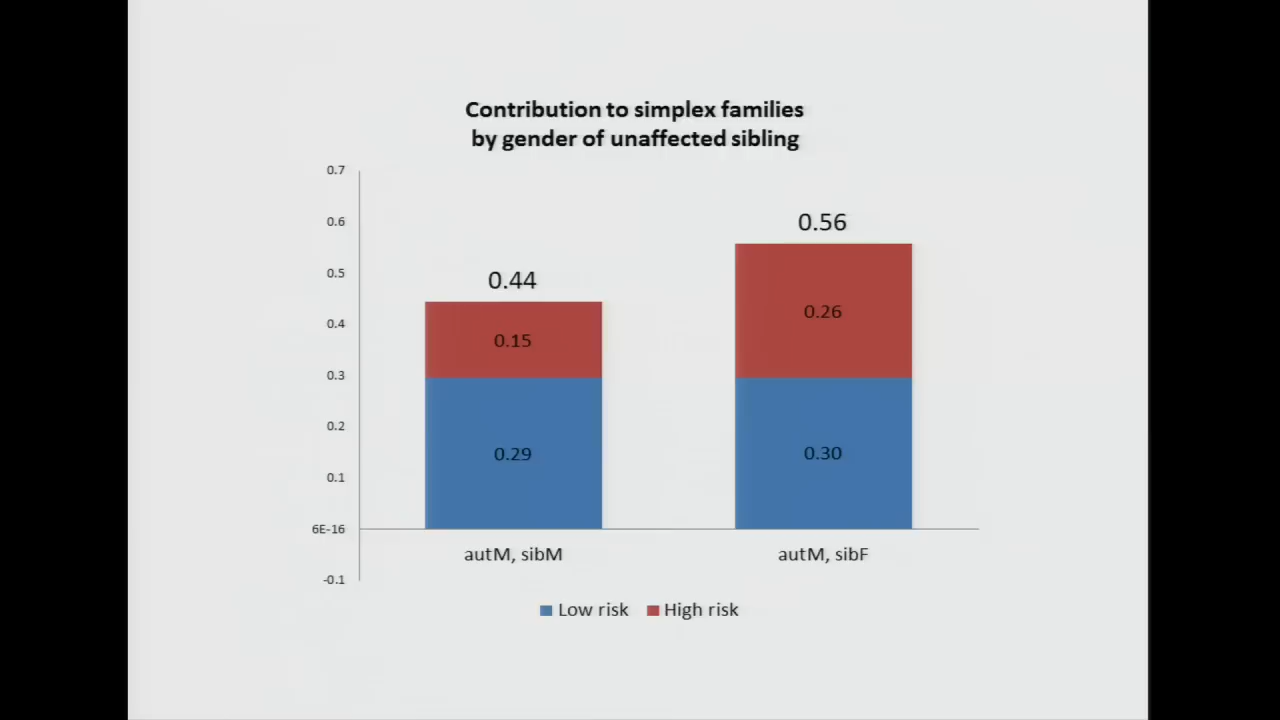 Contribution to simplex families
by gender of unaffected sibling
0.7
0.6
0.5
0.4
0.3
0.2
0.1
6E-16
-0.1
0.44
0.15
0.29
0.56
0.26
0.30
autM, sibM
autM, sibF
Low risk
High risk